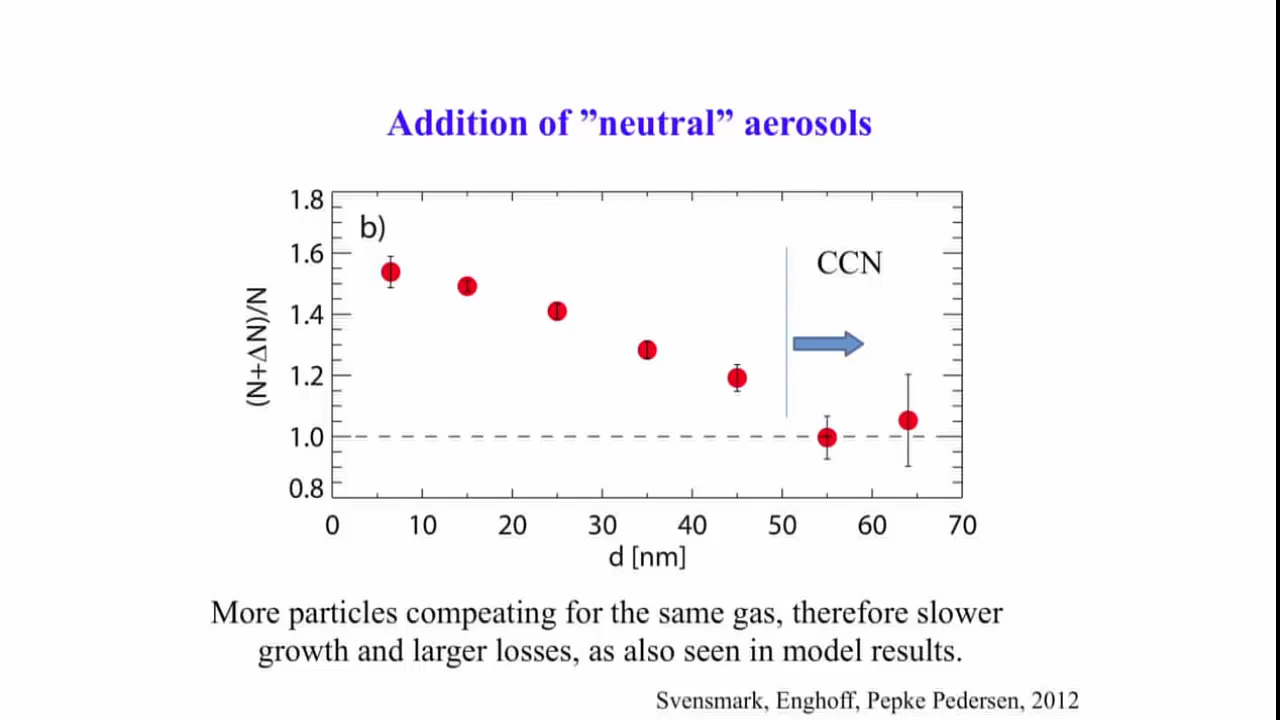 Addition of ”neutral” aerosols
1.8
b)
1.6
CCN
1.4
(N+ΔN)/N
1.2
1.0
0.8
0 10 20 30 40 50 60 70
d [nm]
More particles compeating for the same gas, therefore slower
growth and larger losses, as also seen in model results.
Svensmark, Enghoff, Pepke Pedersen, 2012